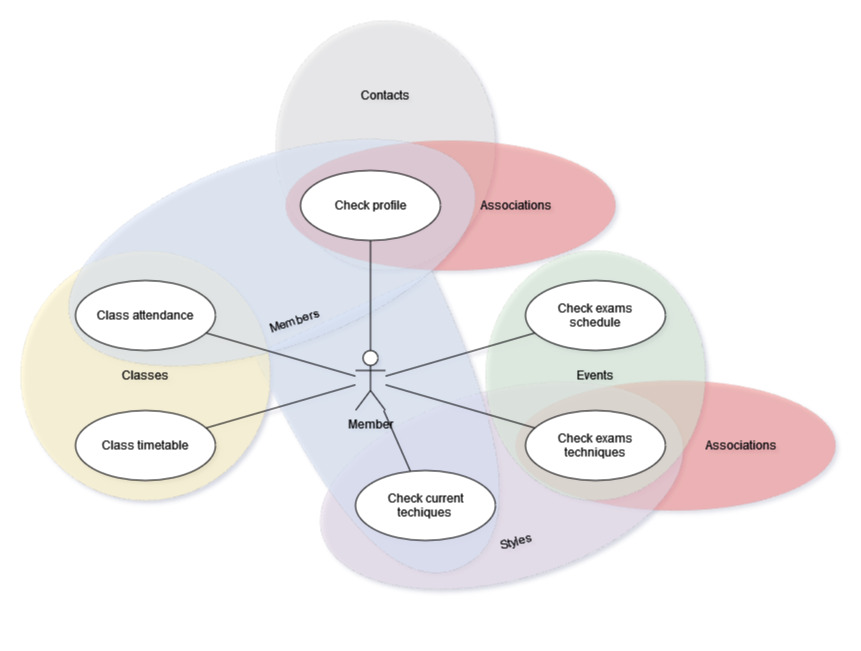 Contacts
Check profile
Associations
Class attendance
Members
Check exams
schedule
Classes
Events
Member
Class timetable
Check exams
techniques
Associations
Check current
techiques
Styles